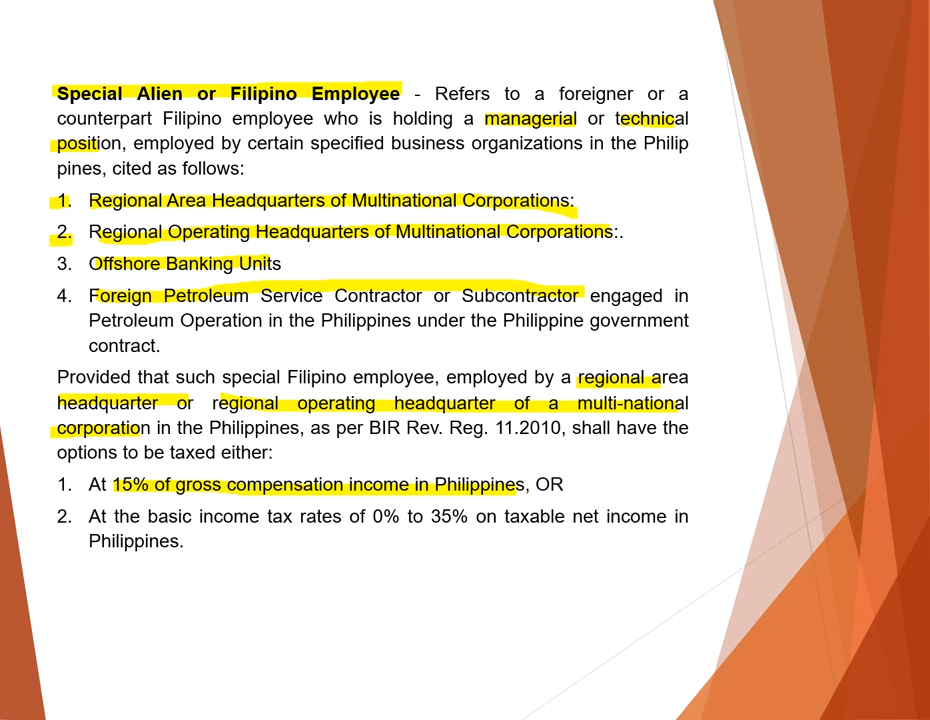 Special Alien or Filipino Employee - Refers to a foreigner or a
counterpart Filipino employee who is holding a managerial or technical
position, employed by certain specified business organizations in the Philip
pines, cited as follows:
1. Regional Area Headquarters of Multinational Corporations:
2. Regional Operating Headquarters of Multinational Corporations:.
3. Offshore Banking Units
4. Foreign Petroleum Service Contractor or Subcontractor engaged in
Petroleum Operation in the Philippines under the Philippine government
contract.
Provided that such special Filipino employee, employed by a regional area
headquarter or regional operating headquarter of a multi-national
corporation in the Philippines, as per BIR Rev. Reg. 11.2010, shall have the
options to be taxed either:
1. At 15% of gross compensation income in Philippines, OR
2. At the basic income tax rates of 0% to 35% on taxable net income in
Philippines.